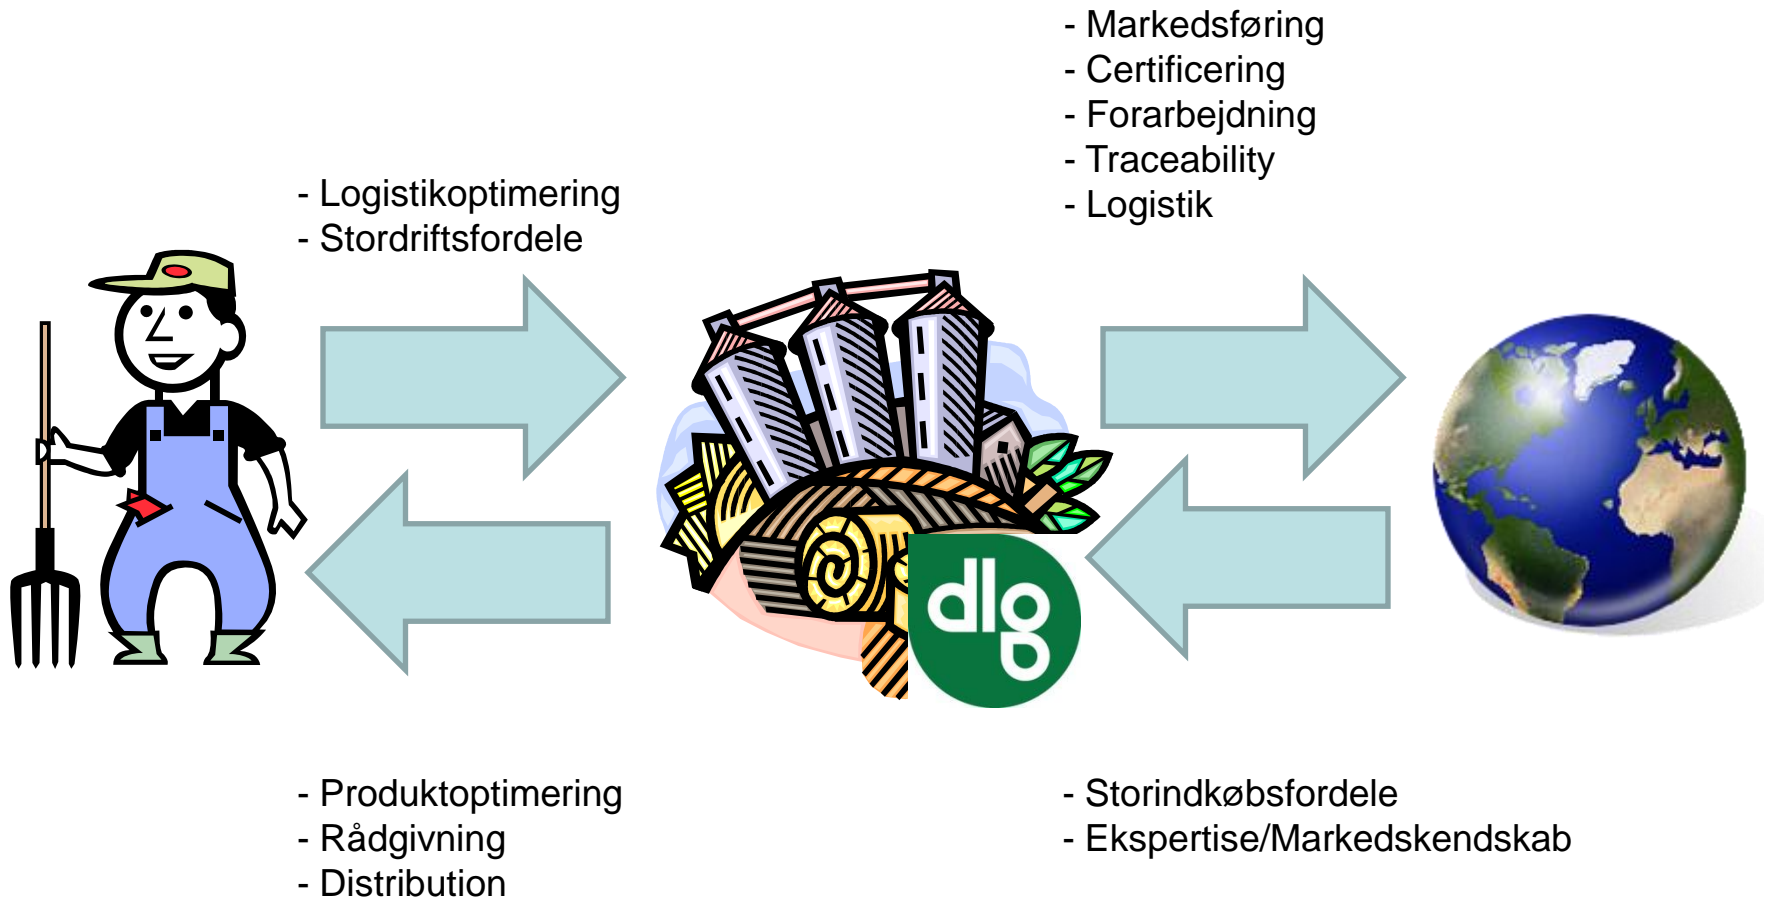 - Markedsføring
- Certificering
- Forarbejdning
- Traceability
- Logistik
- Logistikoptimering
- Stordriftsfordele
dlg
- Produktoptimering
- Rådgivning
- Distribution
- Storindkøbsfordele
- Ekspertise/Markedskendskab